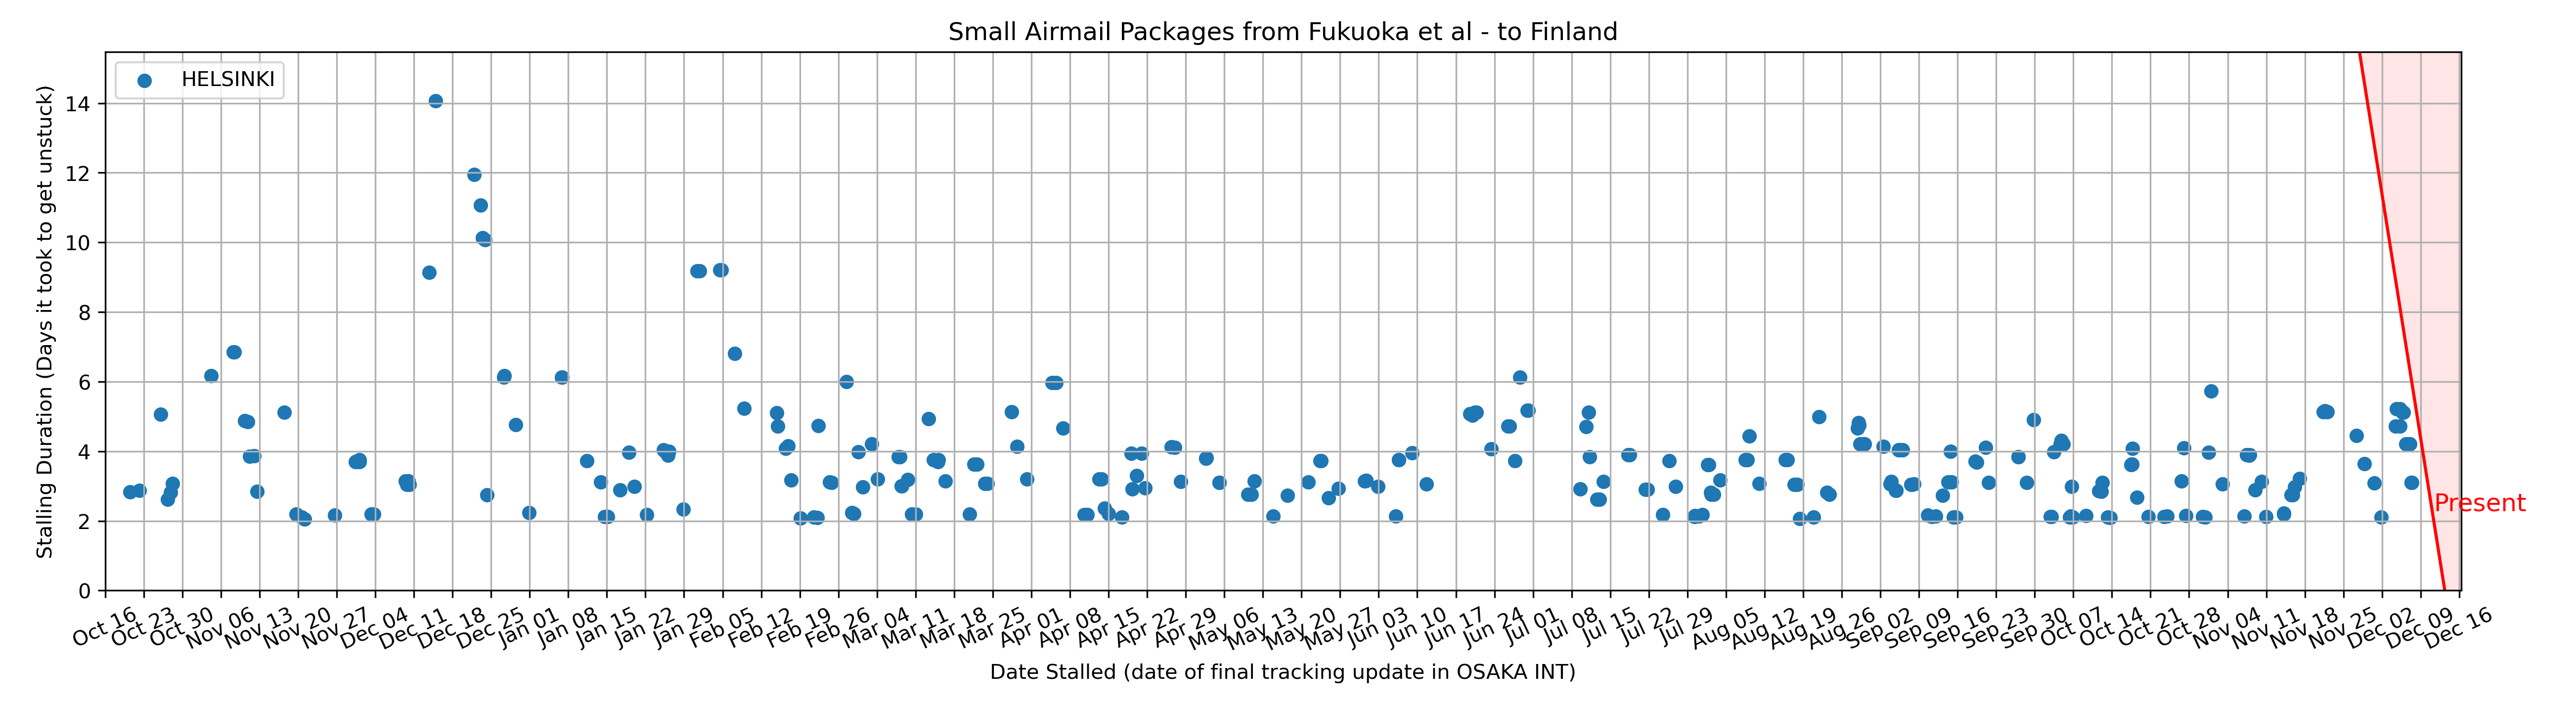 Small Airmail Packages from Fukuoka et al - to Finland
HELSINKI
Stalling Duration (Days it took to get unstuck)
14
12
10
8
6
4
2
0
Present
Oct 16 Oct 23 Oct 30 Nov 06 Nov 13 Nov 20 Nov 27 Dec 04 Dec 11 Dec 18 Dec 25 Jan 01 Jan 08 Jan 15 Jan 22 Jan 29 Feb 05 Feb 12 Feb 19 Feb 26 Mar 04 Mar 11 Mar 18 Mar 25 Apr 01 Apr 08 Apr 15 Apr 22 Apr 29 May 06 May 13 May 20 May 27 Jun 03 Jun 10 Jun 17 Jun 24 Jul 01 Jul 08 Jul 15 Jul 22 Jul 29 Aug 05 Aug 12 Aug 19 Aug 26 Sep 02 Sep 09 Sep 16 Sep 23 Sep 30 Oct 07 Oct 14 Oct 21 Oct 28 Nov 04 Nov 11 Nov 18 Nov 25 Dec 02 Dec 09 Dec 16
Date Stalled (date of final tracking update in OSAKA INT)